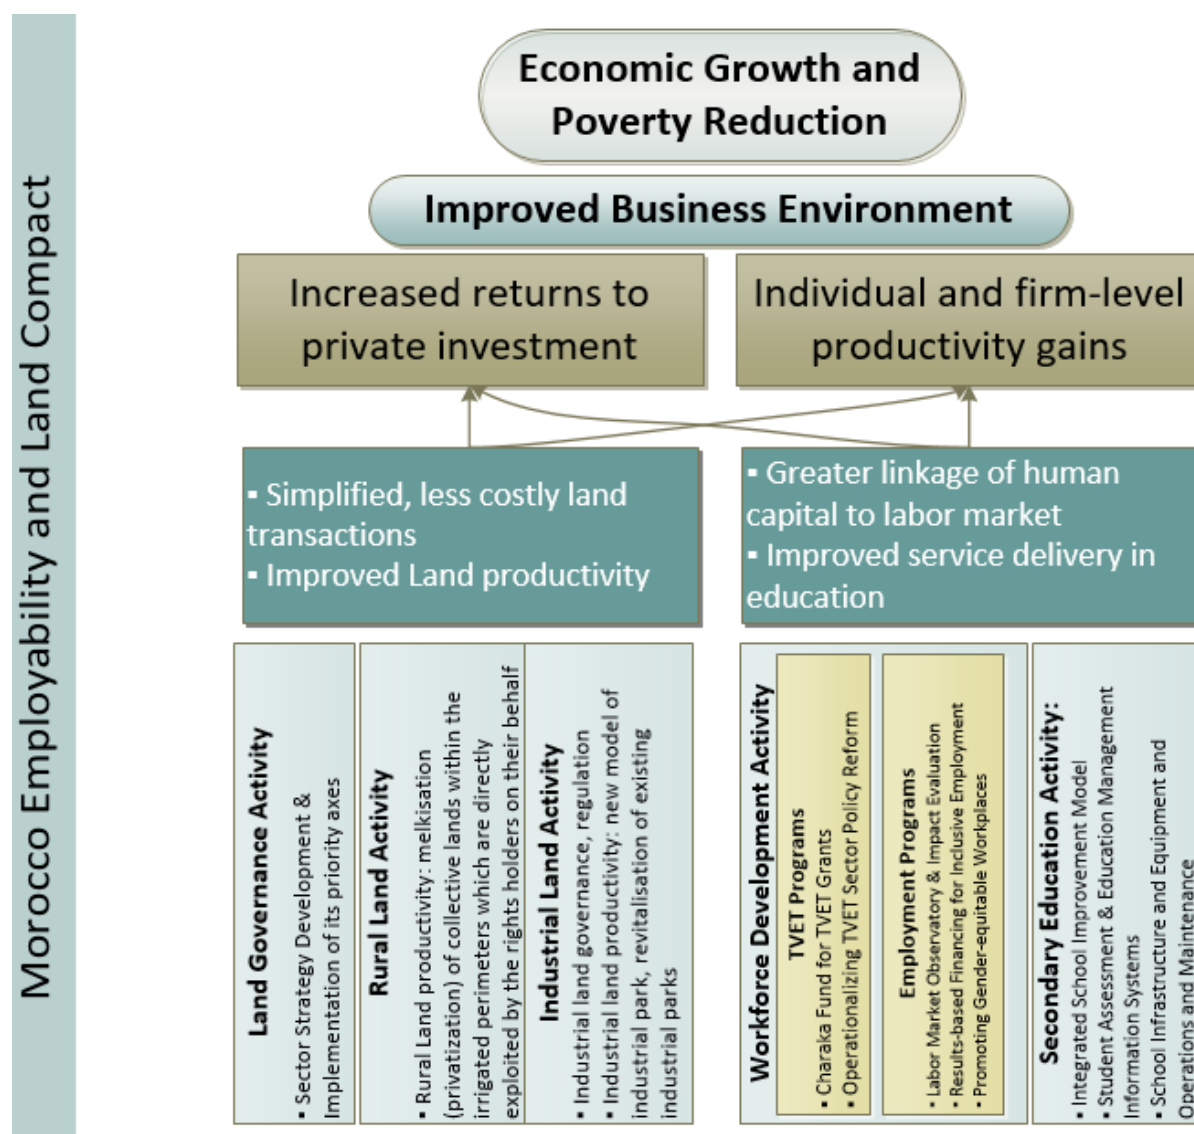 Morocco Employability and Land Compact
Economic Growth and
Poverty Reduction
Improved Business Environment
Increased returns to
private investment
Individual and firm-level
productivity gains
▪ Simplified, less costly land
transactions
▪ Improved Land productivity
▪ Greater linkage of human
capital to labor market
▪ Improved service delivery in
education
Land Governance Activity
▪ Sector Strategy Development &
Implementation of its priority axes
Rural Land Activity
▪ Rural Land productivity: melkisation
(privatization) of collective lands within the
irrigated perimeters which are directly
exploited by the rights holders on their behalf
Industrial Land Activity
▪ Industrial land governance, regulation
▪ Industrial land productivity: new model of
industrial park, revitalisation of existing
industrial parks
Workforce Development Activity
TVET Programs
▪ Charaka Fund for TVET Grants
▪ Operationalizing TVET Sector Policy Reform
Employment Programs
▪ Labor Market Observatory & Impact Evaluation
▪ Results-based Financing for Inclusive Employment
▪ Promoting Gender-equitable Workplaces
Secondary Education Activity:
▪ Integrated School Improvement Model
▪ Student Assessment & Education Management
Information Systems
▪ School Infrastructure and Equipment and
Operations and Maintenance